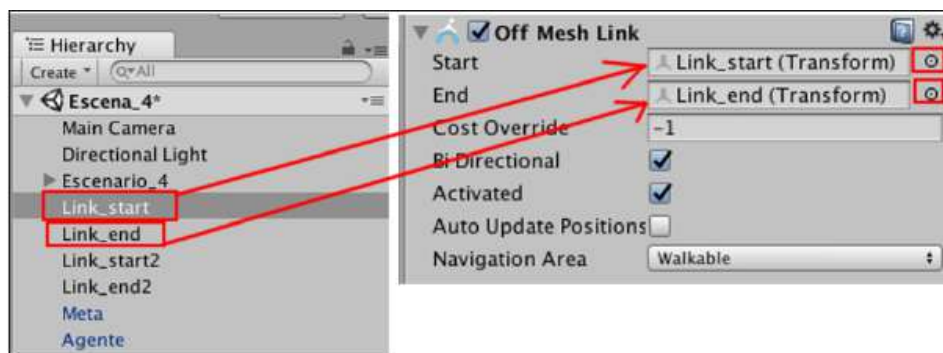 Hierarchy
Create
All
Escena_4*
Main Camera
Directional Light
Escenario_4
Link_start
Link_end
Link_start2
Link_end2
Meta
Agente
Off Mesh Link
Start Link_start (Transform)
End Link_end (Transform)
Cost Override -1
Bi Directional
Activated
Auto Update Positions
Navigation Area Walkable